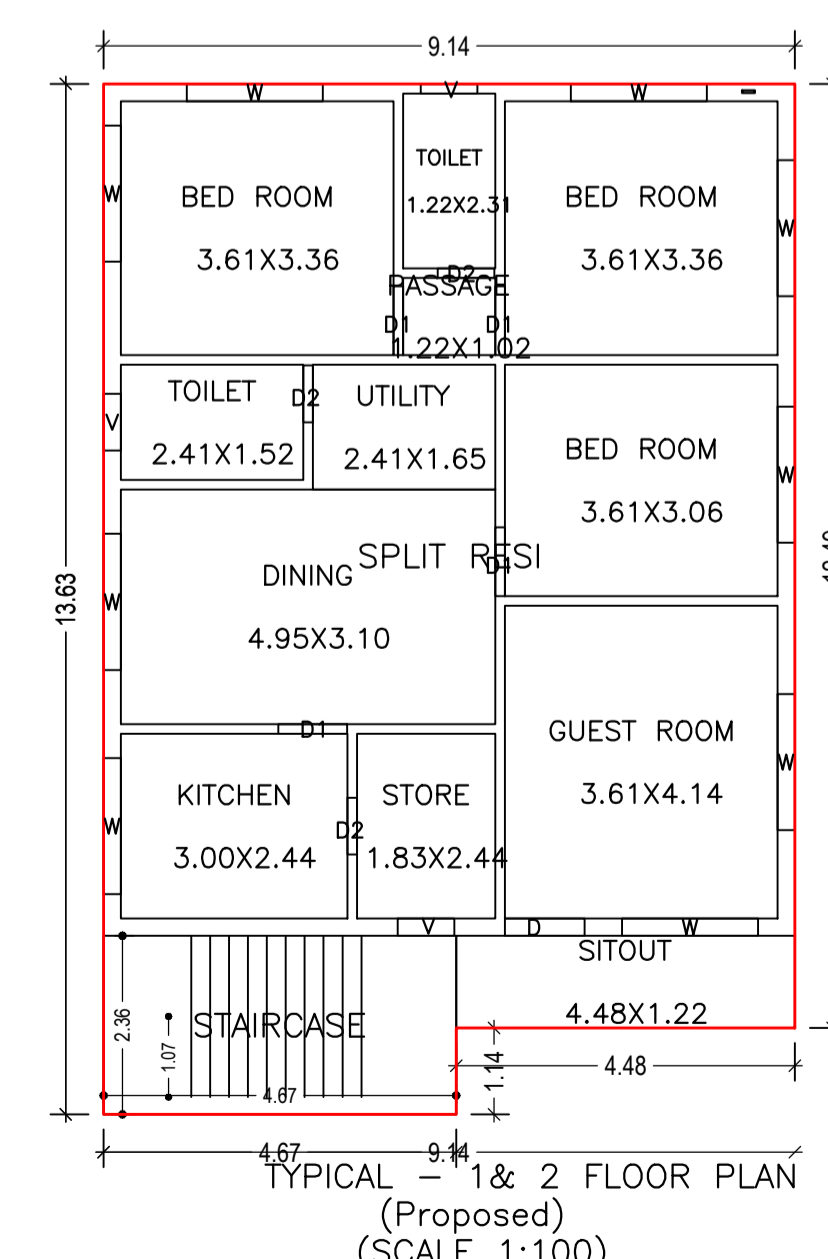 9.14
W
V
W
W
BED ROOM
3.61X3.36
TOILET
1.22X2.31
BED ROOM
3.61X3.36
W
D2
PASSAGE
D1
D1
1.22X1.02
TOILET
2.41X1.52
D2
UTILITY
2.41X1.65
V
BED ROOM
3.61X3.06
W
SPLIT RESI
D1
DINING
4.95X3.10
W
13.63
D1
GUEST ROOM
3.61X4.14
W
KITCHEN
3.00X2.44
W
D2
STORE
1.83X2.44
V
D
W
SITOUT
4.48X1.22
2.36
1.07
STAIRCASE
4.67
1.14
4.48
4.67
9.14
TYPICAL - 1& 2 FLOOR PLAN
(Proposed)
(SCALE 1:100)